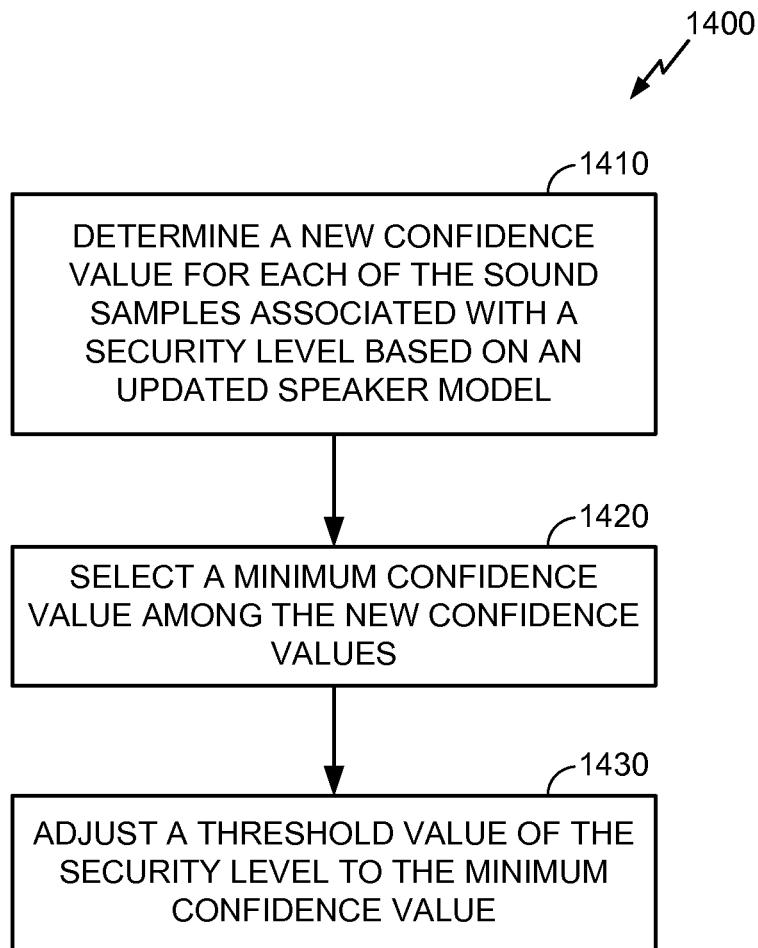 1400
1410
DETERMINE A NEW CONFIDENCE
VALUE FOR EACH OF THE SOUND
SAMPLES ASSOCIATED WITH A
SECURITY LEVEL BASED ON AN
UPDATED SPEAKER MODEL
1420
SELECT A MINIMUM CONFIDENCE
VALUE AMONG THE NEW CONFIDENCE
VALUES
1430
ADJUST A THRESHOLD VALUE OF THE
SECURITY LEVEL TO THE MINIMUM
CONFIDENCE VALUE